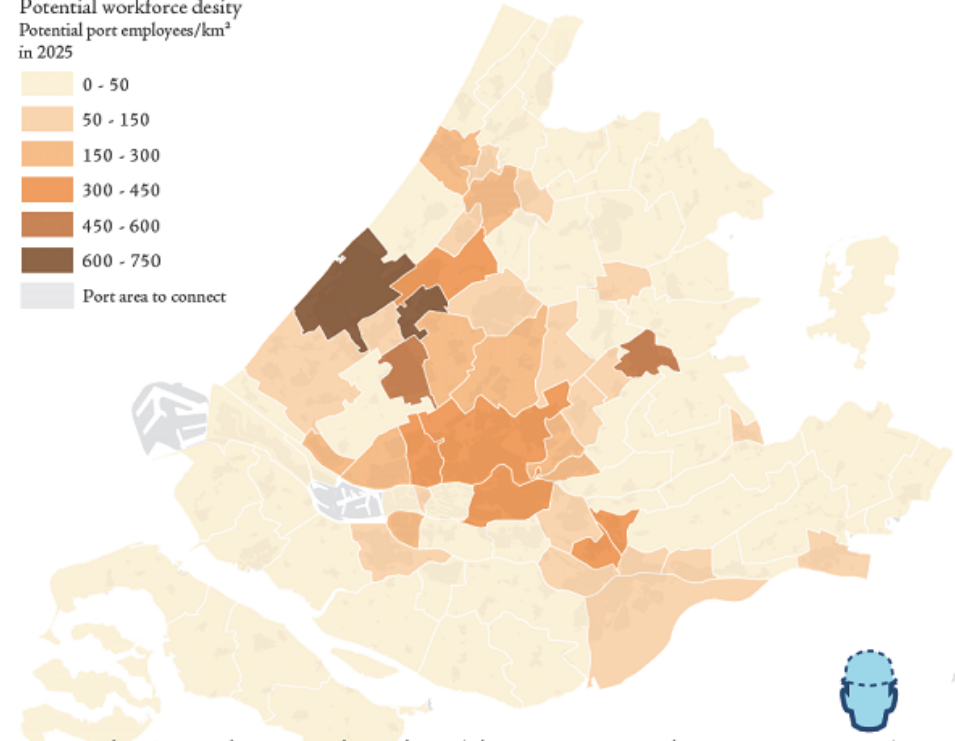 Potential workforce desity
Potential port employees/km²
in 2025
0 - 50
50 - 150
150 - 300
300 - 450
450 - 600
600 - 750
Port area to connect